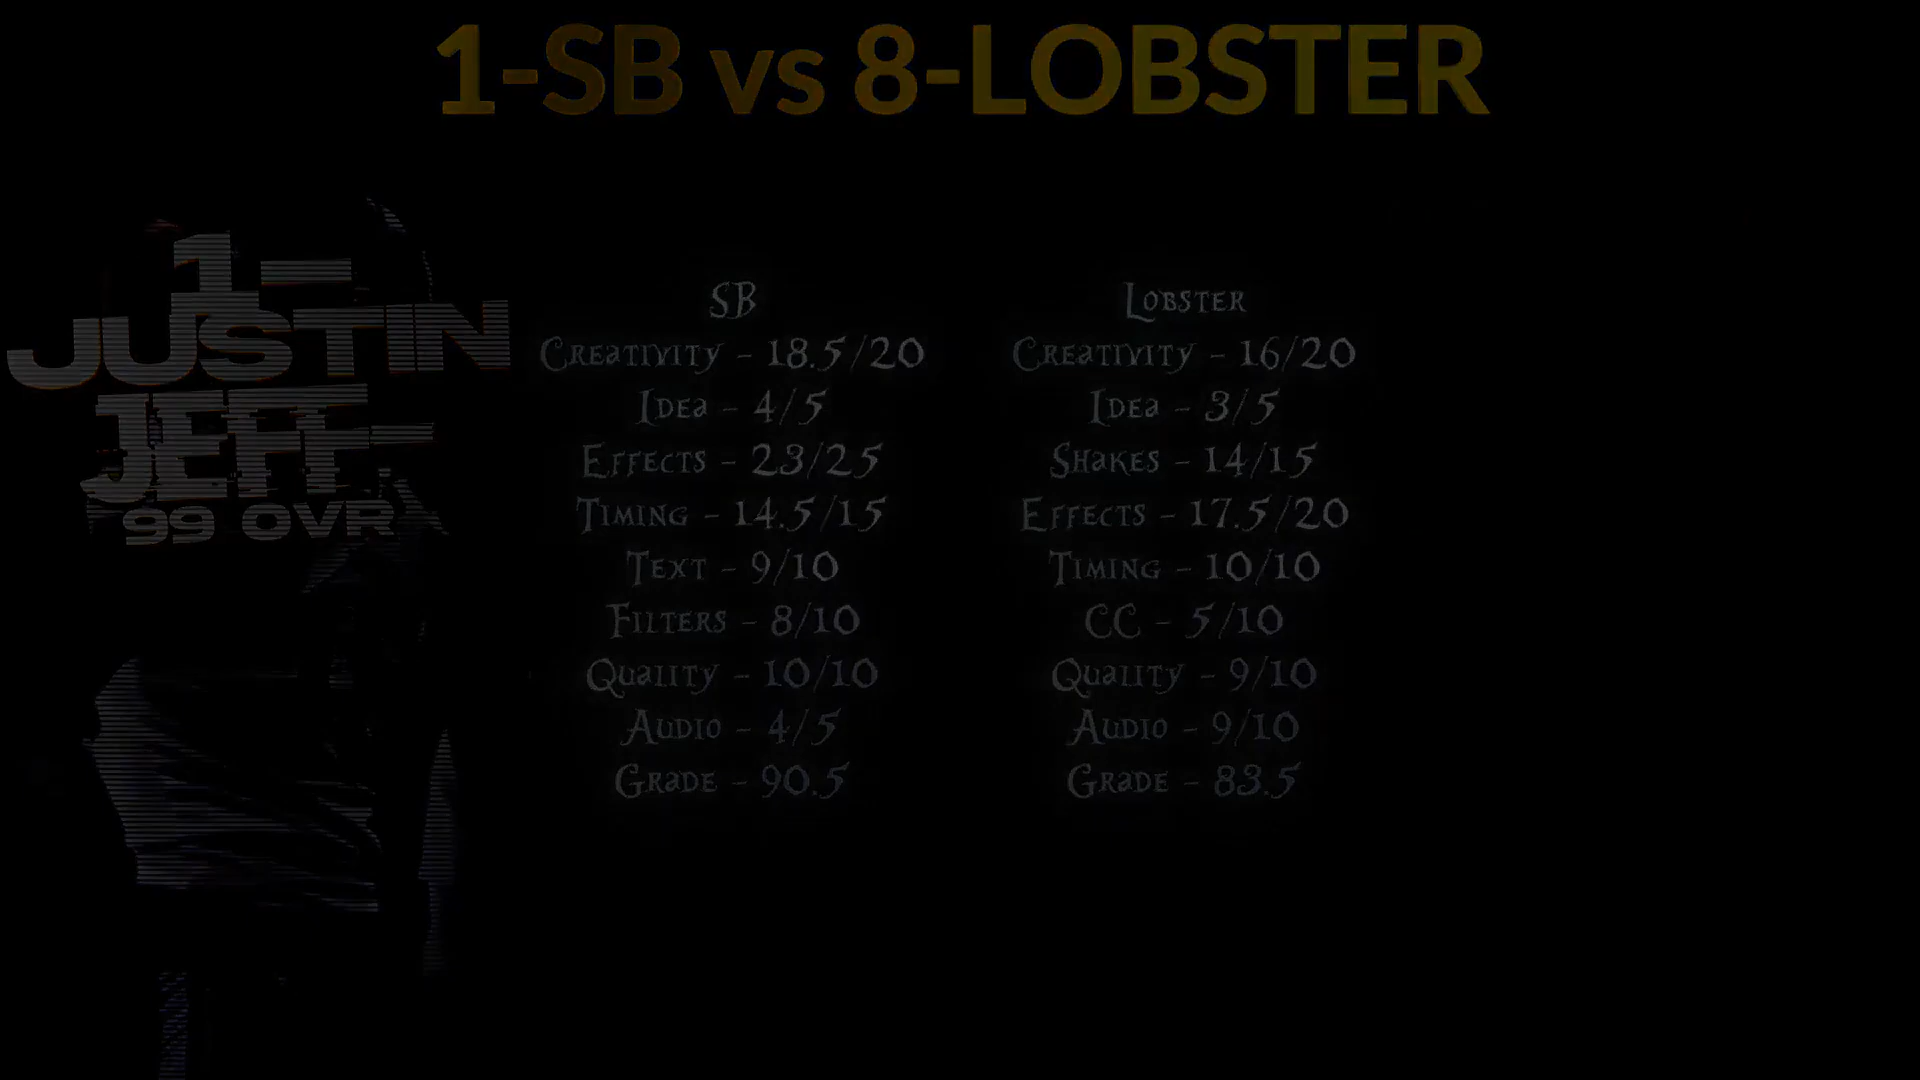 1-SB vs 8-LOBSTER
1-
JUSTIN
JEFF-
99 OVR
SB
Creativity - 18.5/20
Idea - 4/5
Effects - 23/25
Timing - 14.5/15
Text - 9/10
Filters - 8/10
Quality - 10/10
Audio - 4/5
Grade - 90.5
Lobster
Creativity - 16/20
Idea - 3/5
Shakes - 14/15
Effects - 17.5/20
Timing - 10/10
CC - 5/10
Quality - 9/10
Audio - 9/10
Grade - 83.5